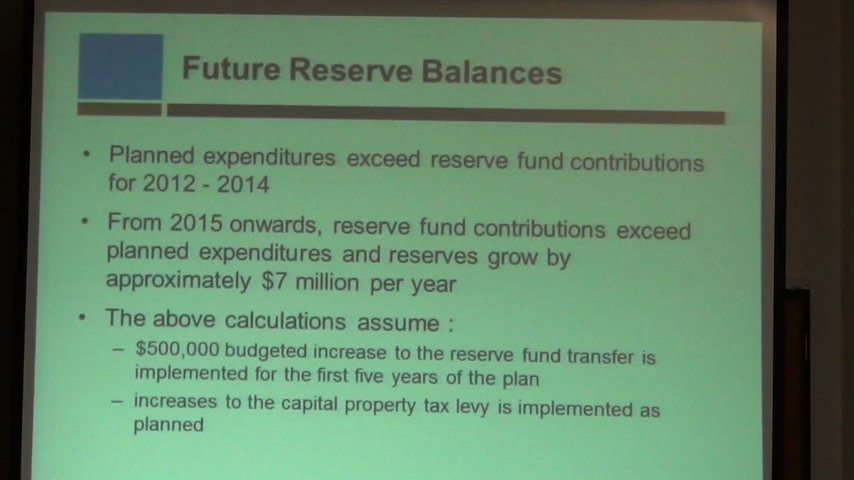 Future Reserve Balances
• Planned expenditures exceed reserve fund contributions
for 2012 - 2014
• From 2015 onwards, reserve fund contributions exceed
planned expenditures and reserves grow by
approximately $7 million per year
• The above calculations assume :
– $500,000 budgeted increase to the reserve fund transfer is
implemented for the first five years of the plan
– increases to the capital property tax levy is implemented as
planned